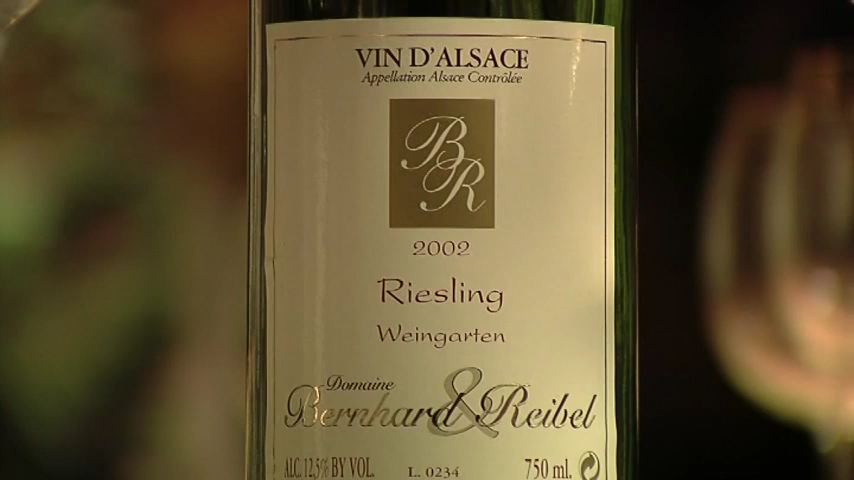 VIN D'ALSACE
Appellation Alsace Contrôlée
BR
2002
Riesling
Weingarten
Domaine
Bernhard & Reibel
ALC. 12,5% BY VOL. L. 0234 750 ml.